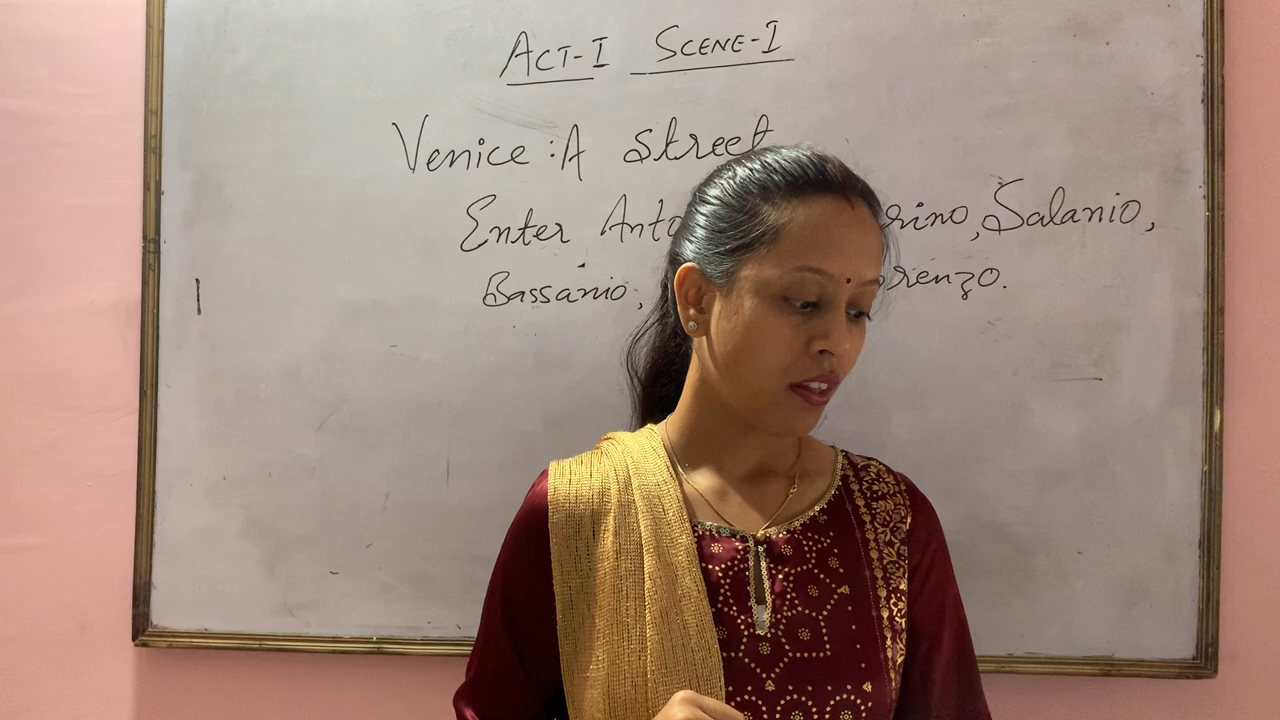 ACT-I SCENE-I
Venice: A Street
Enter Salanio,
Bassanio;